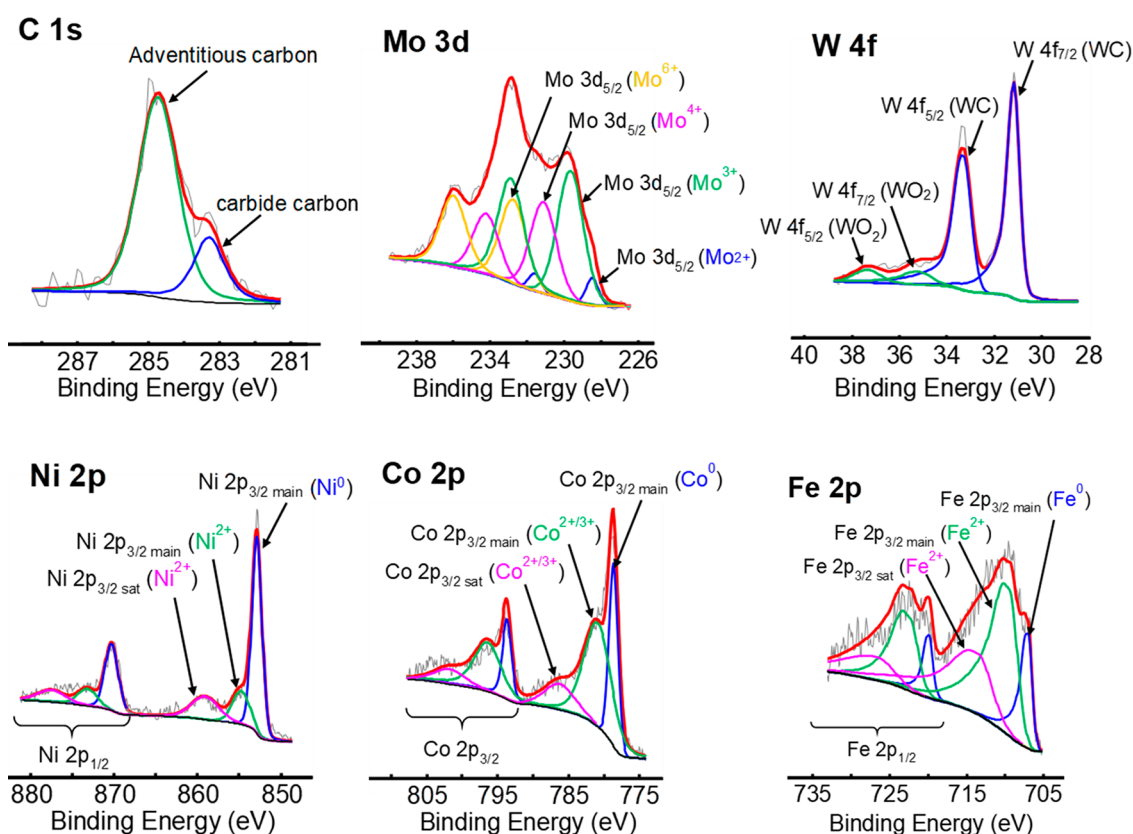 C 1s
Adventitious carbon
carbide carbon
287 285 283 281
Binding Energy (eV)
Mo 3d
Mo 3d5/2 (Mo6+)
Mo 3d5/2 (Mo4+)
Mo 3d5/2 (Mo3+)
Mo 3d5/2 (Mo2+)
238 234 230 226
Binding Energy (eV)
W 4f
W 4f7/2 (WC)
W 4f5/2 (WC)
W 4f7/2 (WO2)
W 4f5/2 (WO2)
40 38 36 34 32 31 30 28
Binding Energy (eV)
Ni 2p
Ni 2p3/2 main (Ni0)
Ni 2p3/2 main (Ni2+)
Ni 2p3/2 sat (Ni2+)
Ni 2p1/2
880 870 860 850
Binding Energy (eV)
Co 2p
Co 2p3/2 main (Co0)
Co 2p3/2 main (Co2+/3+)
Co 2p3/2 sat (Co2+/3+)
Co 2p3/2
805 795 785 775
Binding Energy (eV)
Fe 2p
Fe 2p3/2 main (Fe0)
Fe 2p3/2 main (Fe2+)
Fe 2p3/2 sat (Fe2+)
Fe 2p1/2
735 725 715 705
Binding Energy (eV)